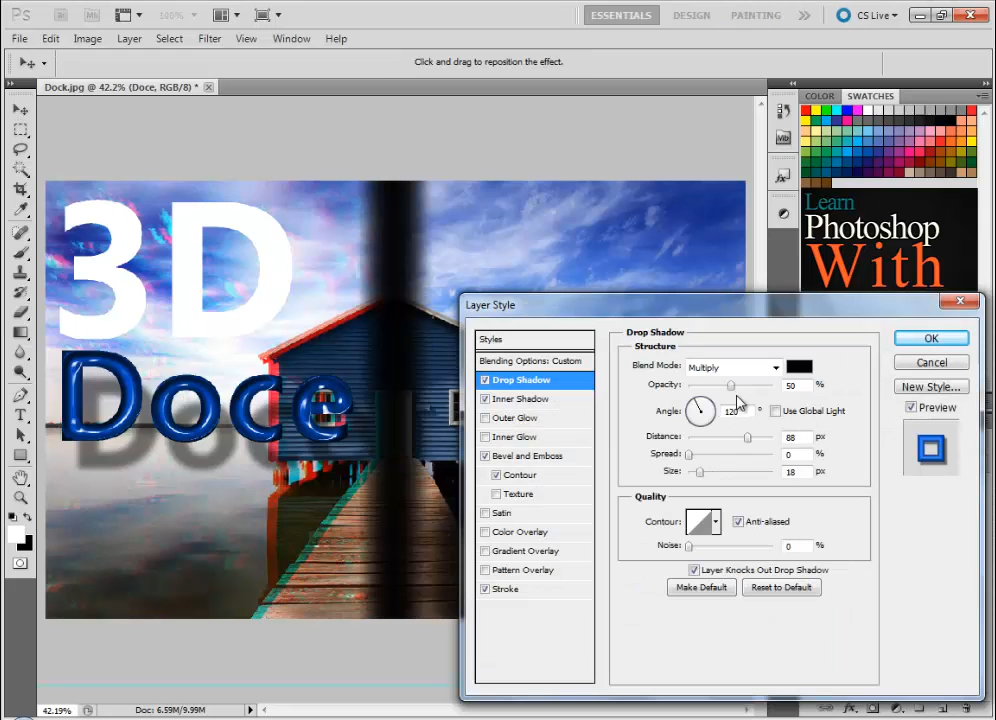 Ps Br Mb 100% ESSENTIALS DESIGN PAINTING CS Live
File Edit Image Layer Select Filter View Window Help
Click and drag to reposition the effect.
Dock.jpg @ 42.2% (Doce, RGB/8) *
COLOR SWATCHES
Mb
fx
3D
Doce
Learn
Photoshop
With
T
Layer Style
Styles
Blending Options: Custom
Drop Shadow
Inner Shadow
Outer Glow
Inner Glow
Bevel and Emboss
Contour
Texture
Satin
Color Overlay
Gradient Overlay
Pattern Overlay
Stroke
Drop Shadow
Structure
Blend Mode: Multiply
Opacity: 50 %
Angle: 120 ° Use Global Light
Distance: 88 px
Spread: 0 %
Size: 18 px
Quality
Contour: Anti-aliased
Noise: 0 %
Layer Knocks Out Drop Shadow
Make Default Reset to Default
OK
Cancel
New Style...
Preview
42.19% Doc: 6.59M/9.99M
fx